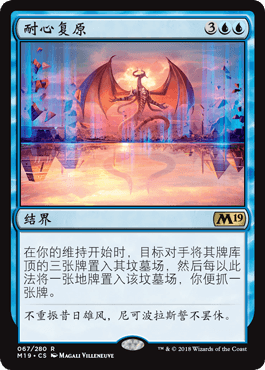 耐心复原 3
结界 M19
在你的维持开始时，目标对手将其牌库
顶的三张牌置入其坟墓场，然后每以此
法将一张地牌置入该坟墓场，你便抓一
张牌。
不重振昔日雄风，尼可波拉斯誓不罢休。
067/280 R
M19 • CS MAGALI VILLENEUVE
™ & © 2018 Wizards of the Coast